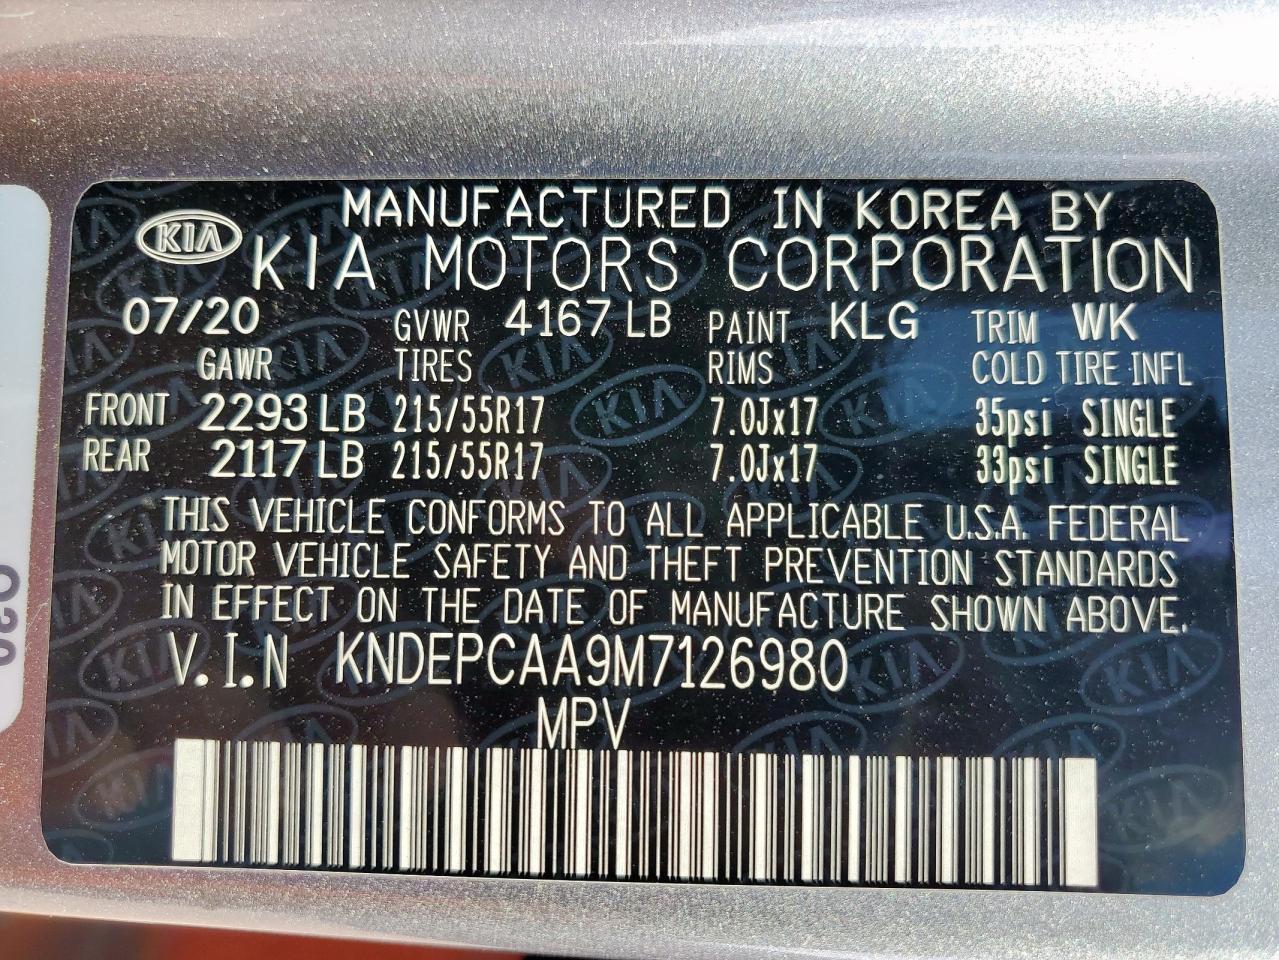 MANUFACTURED IN KOREA BY
KIA KIA MOTORS CORPORATION
07/20 GVWR 4167 LB PAINT KLG TRIM WK
GAWR TIRES RIMS COLD TIRE INFL
FRONT 2293 LB 215/55R17 7.0Jx17 35psi SINGLE
REAR 2117 LB 215/55R17 7.0Jx17 33psi SINGLE
THIS VEHICLE CONFORMS TO ALL APPLICABLE U.S.A. FEDERAL
MOTOR VEHICLE SAFETY AND THEFT PREVENTION STANDARDS
IN EFFECT ON THE DATE OF MANUFACTURE SHOWN ABOVE.
V.I.N KNDEPCAA9M7126980
MPV